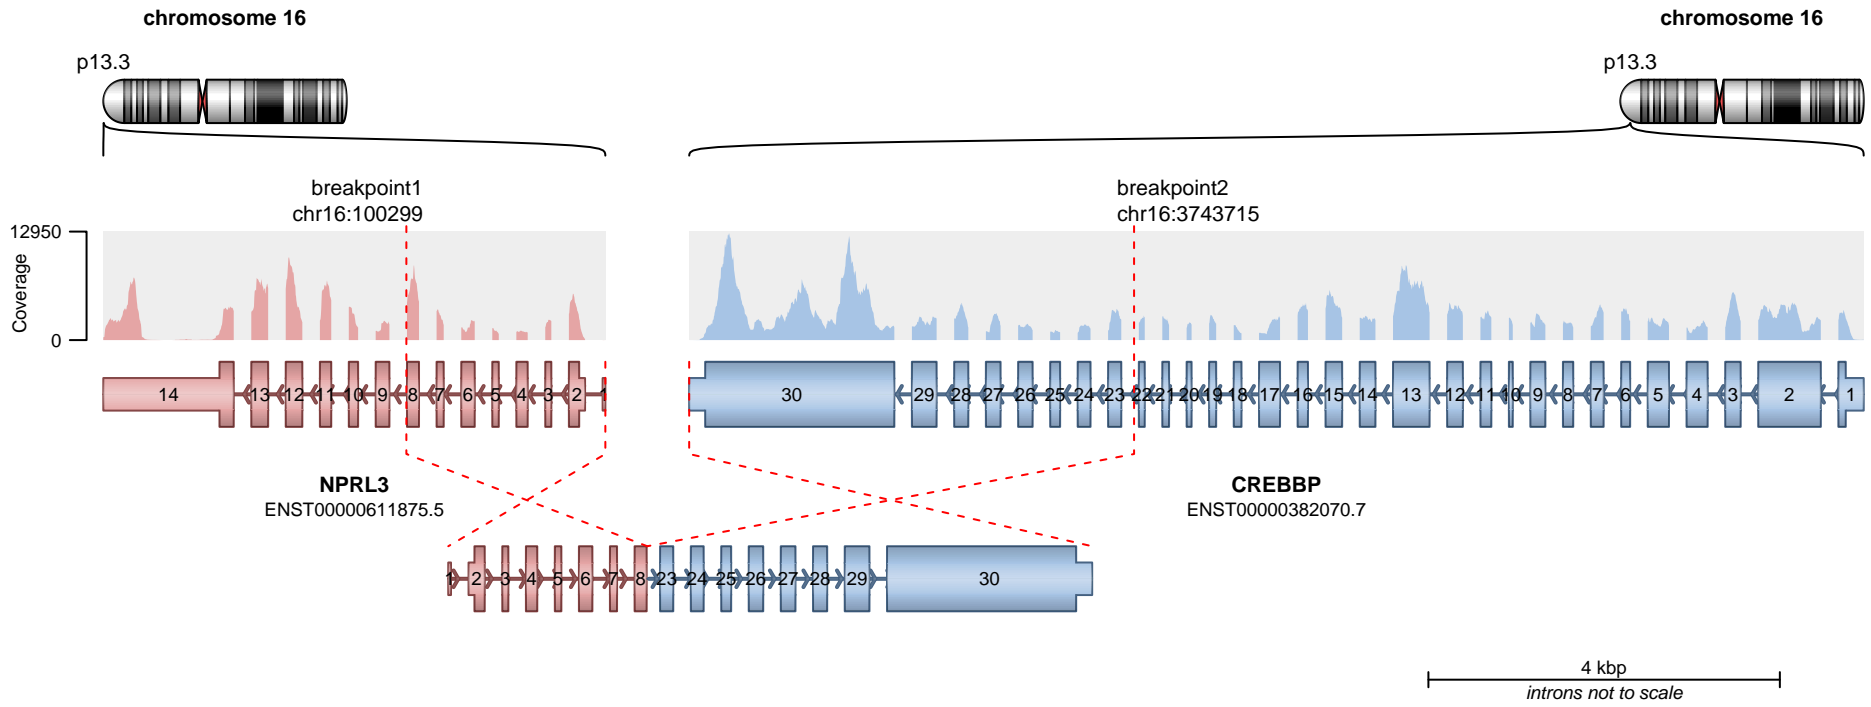 chromosome 16
chromosome 16
p13.3
p13.3
breakpoint1
chr16:100299
breakpoint2
chr16:3743715
12950
Coverage
0
14 13 12 11 10 9 8 7 6 5 4 3 2 1
30 29 28 27 26 25 24 23 22 21 20 19 18 17 16 15 14 13 12 11 10 9 8 7 6 5 4 3 2 1
NPRL3
ENST00000611875.5
CREBBP
ENST00000382070.7
1 2 3 4 5 6 7 8 23 24 25 26 27 28 29 30
4 kbp
introns not to scale